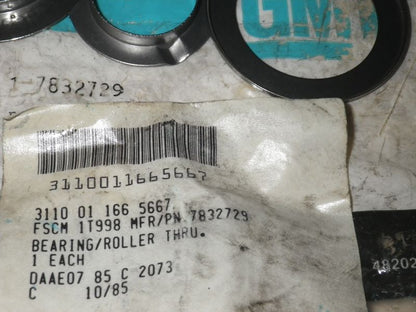 GM
1-7832729
3110011665667
3110 01 166 5667
FSCM 1T998 MFR/PN 7832729
BEARING/ROLLER THRU.
1 EACH
DAAE07 85 C 2073
C 10/85
48202